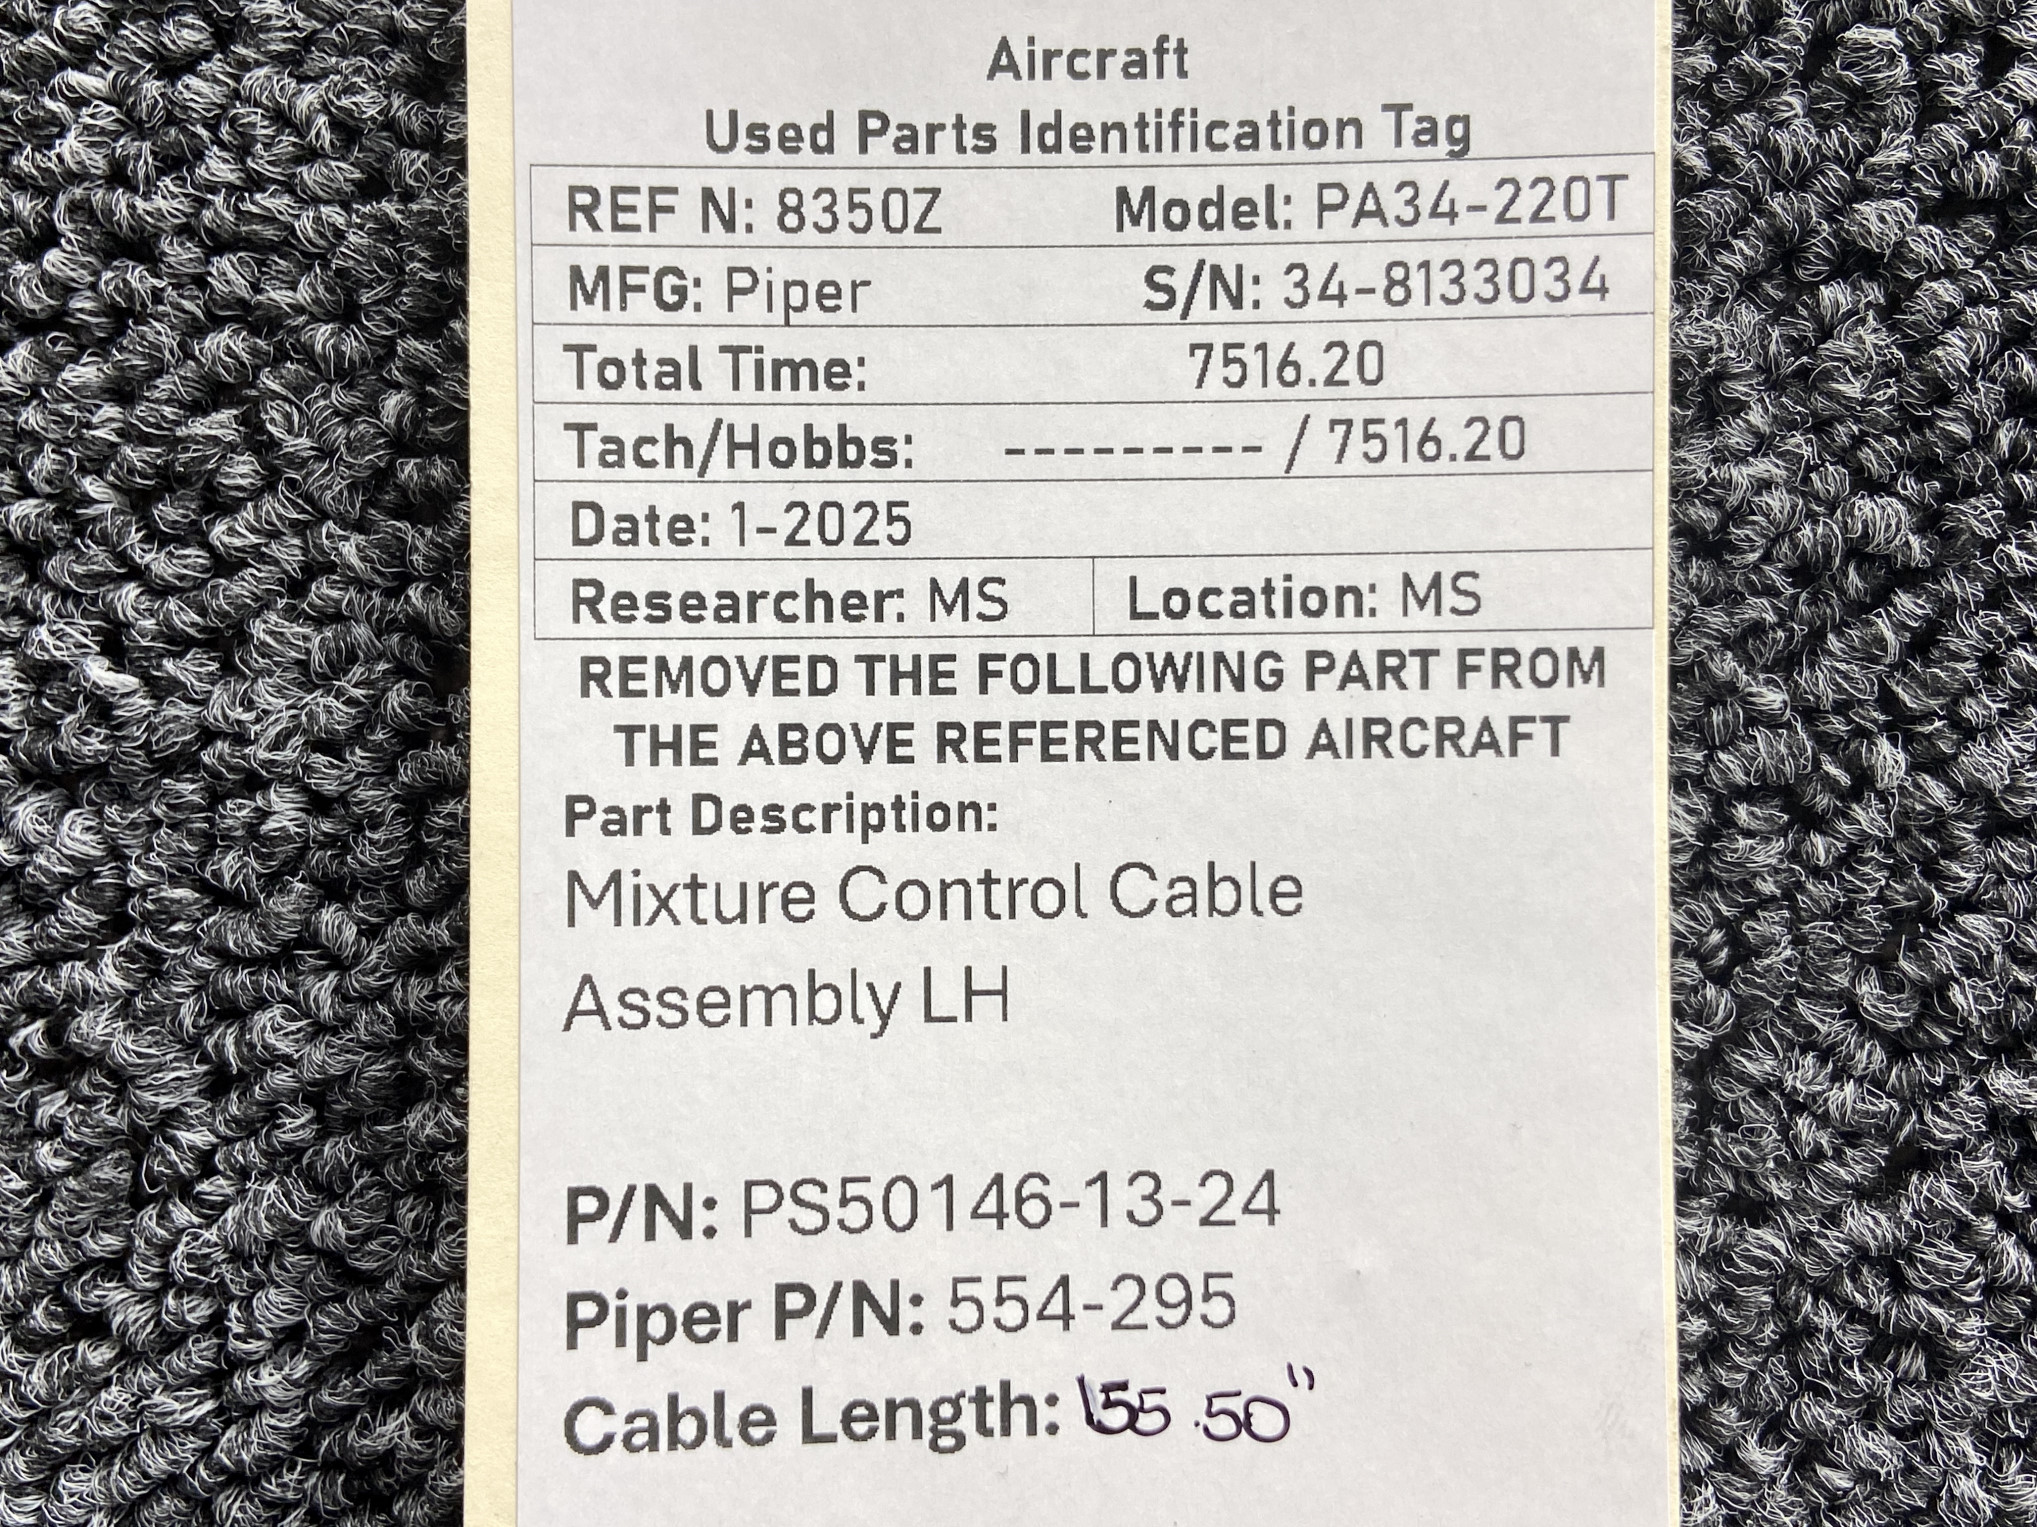 Aircraft
Used Parts Identification Tag
REF N: 8350Z Model: PA34-220T
MFG: Piper S/N: 34-8133034
Total Time: 7516.20
Tach/Hobbs: --------- / 7516.20
Date: 1-2025
Researcher: MS Location: MS
REMOVED THE FOLLOWING PART FROM
THE ABOVE REFERENCED AIRCRAFT
Part Description:
Mixture Control Cable
Assembly LH
P/N: PS50146-13-24
Piper P/N: 554-295
Cable Length: 155.50"